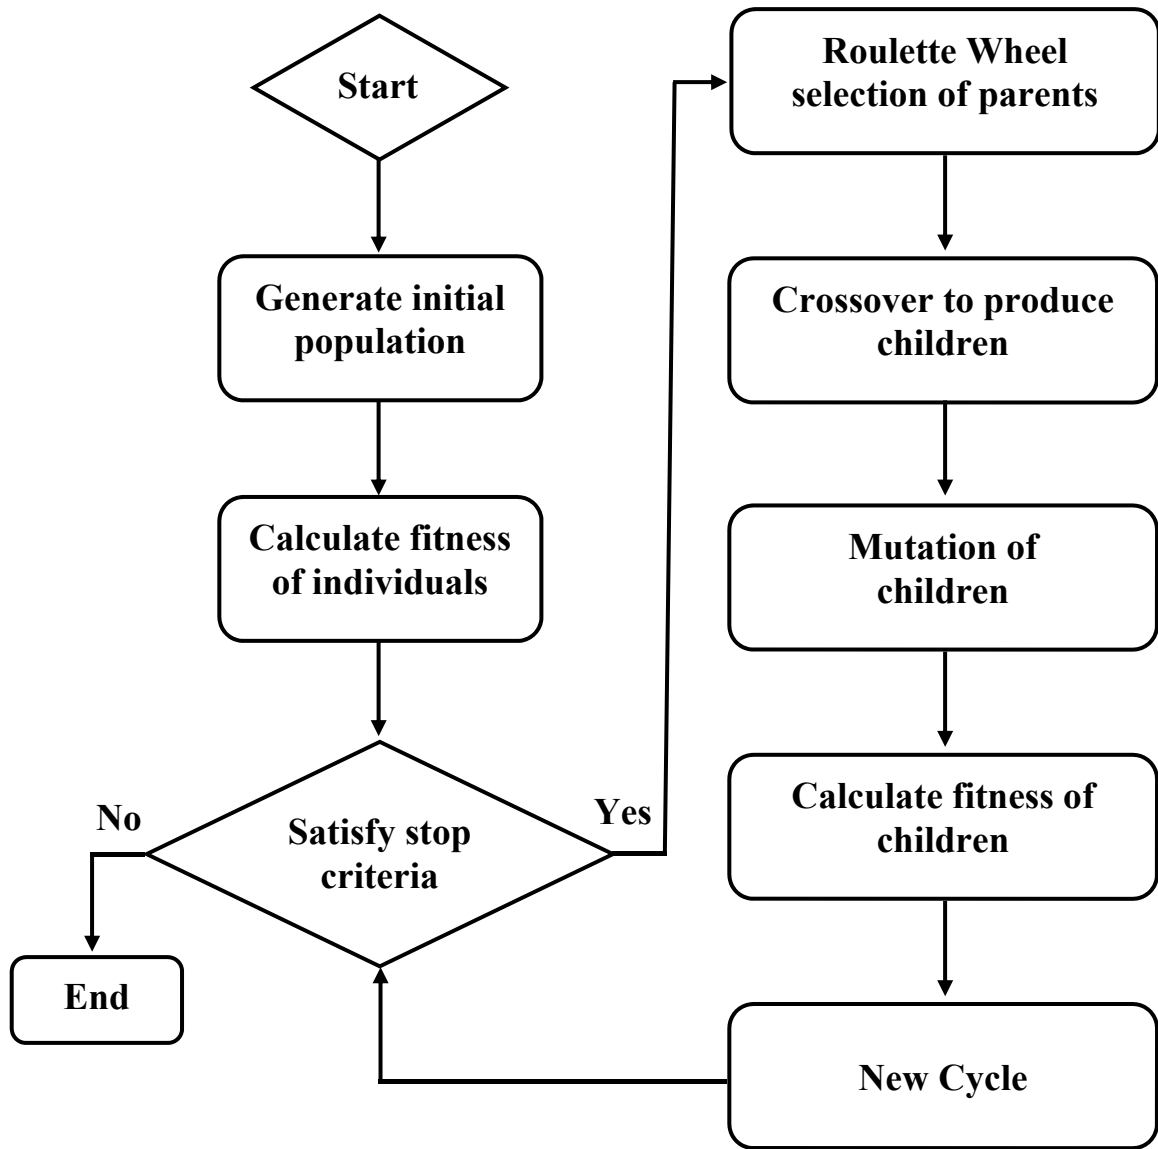 Start
Generate initial
population
Calculate fitness
of individuals
Satisfy stop
criteria
No
Yes
End
Roulette Wheel
selection of parents
Crossover to produce
children
Mutation of
children
Calculate fitness of
children
New Cycle